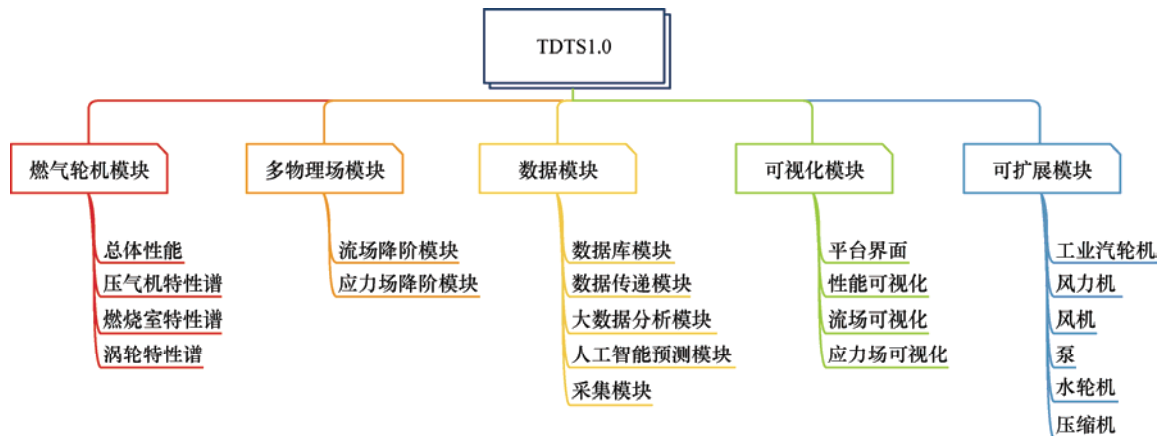 TDTS1.0
燃气轮机模块
多物理场模块
数据模块
可视化模块
可扩展模块
总体性能
压气机特性谱
燃烧室特性谱
涡轮特性谱
流场降阶模块
应力场降阶模块
数据库模块
数据传递模块
大数据分析模块
人工智能预测模块
采集模块
平台界面
性能可视化
流场可视化
应力场可视化
工业汽轮机
风力机
风机
泵
水轮机
压缩机